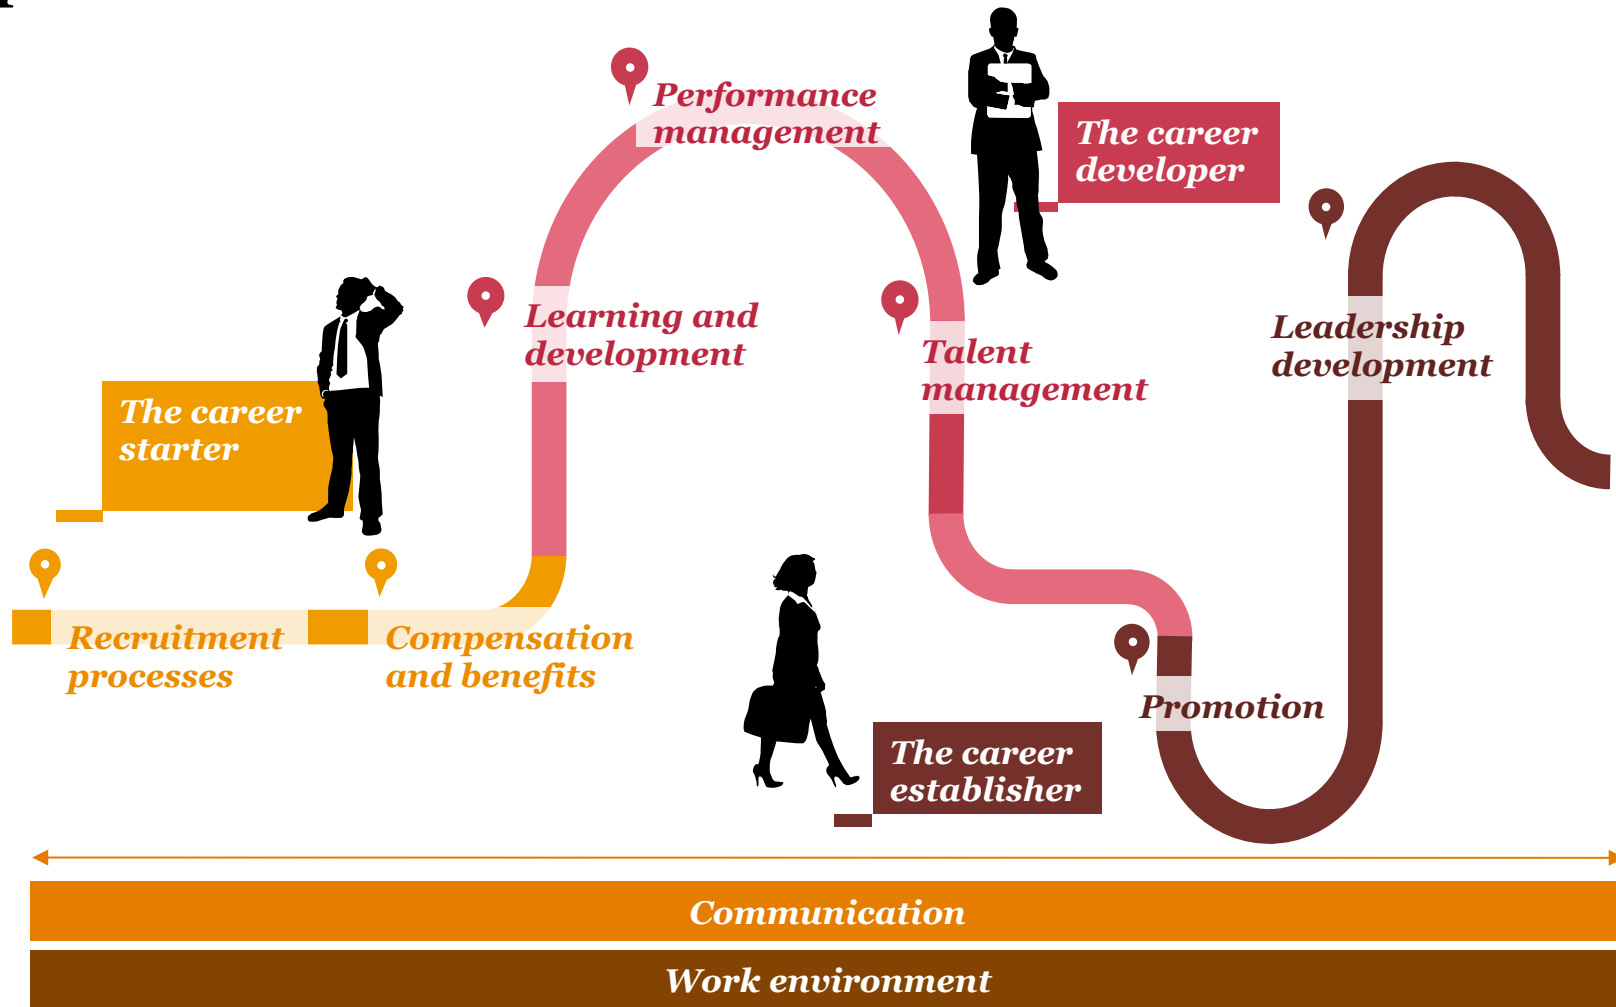 Performance
management
The career
developer
Learning and
development
Talent
management
Leadership
development
The career
starter
Recruitment
processes
Compensation
and benefits
Promotion
The career
establisher
Communication
Work environment